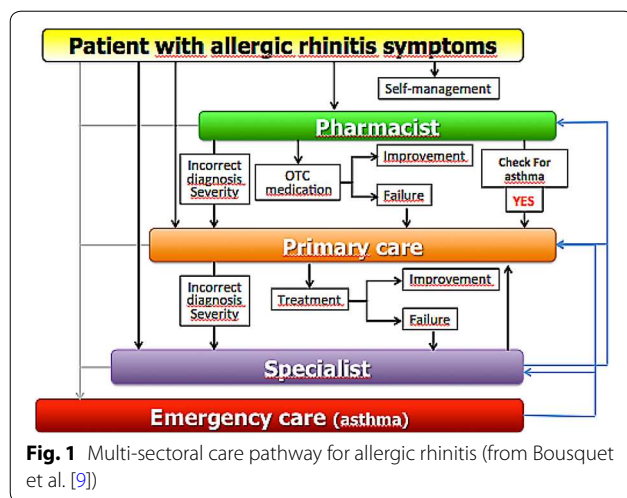 Patient with allergic rhinitis symptoms
Self-management
Pharmacist
Incorrect
diagnosis
Severity
OTC
medication
Improvement
Failure
Check For
asthma
YES
Primary care
Incorrect
diagnosis
Severity
Treatment
Improvement
Failure
Specialist
Emergency care (asthma)
Fig. 1 Multi-sectoral care pathway for allergic rhinitis (from Bousquet
et al. [9])